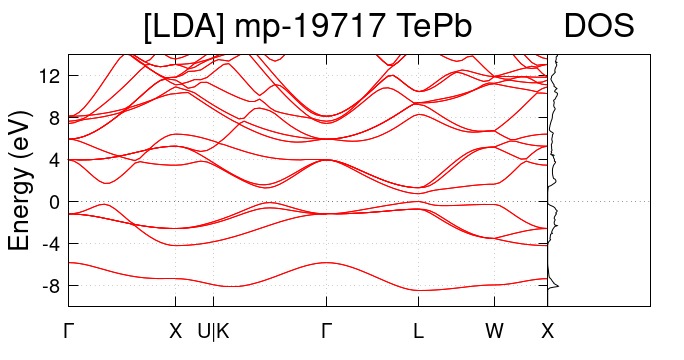 [LDA] mp-19717 TePb DOS
Energy (eV)
12
8
4
0
-4
-8
Γ X U|K Γ L W X